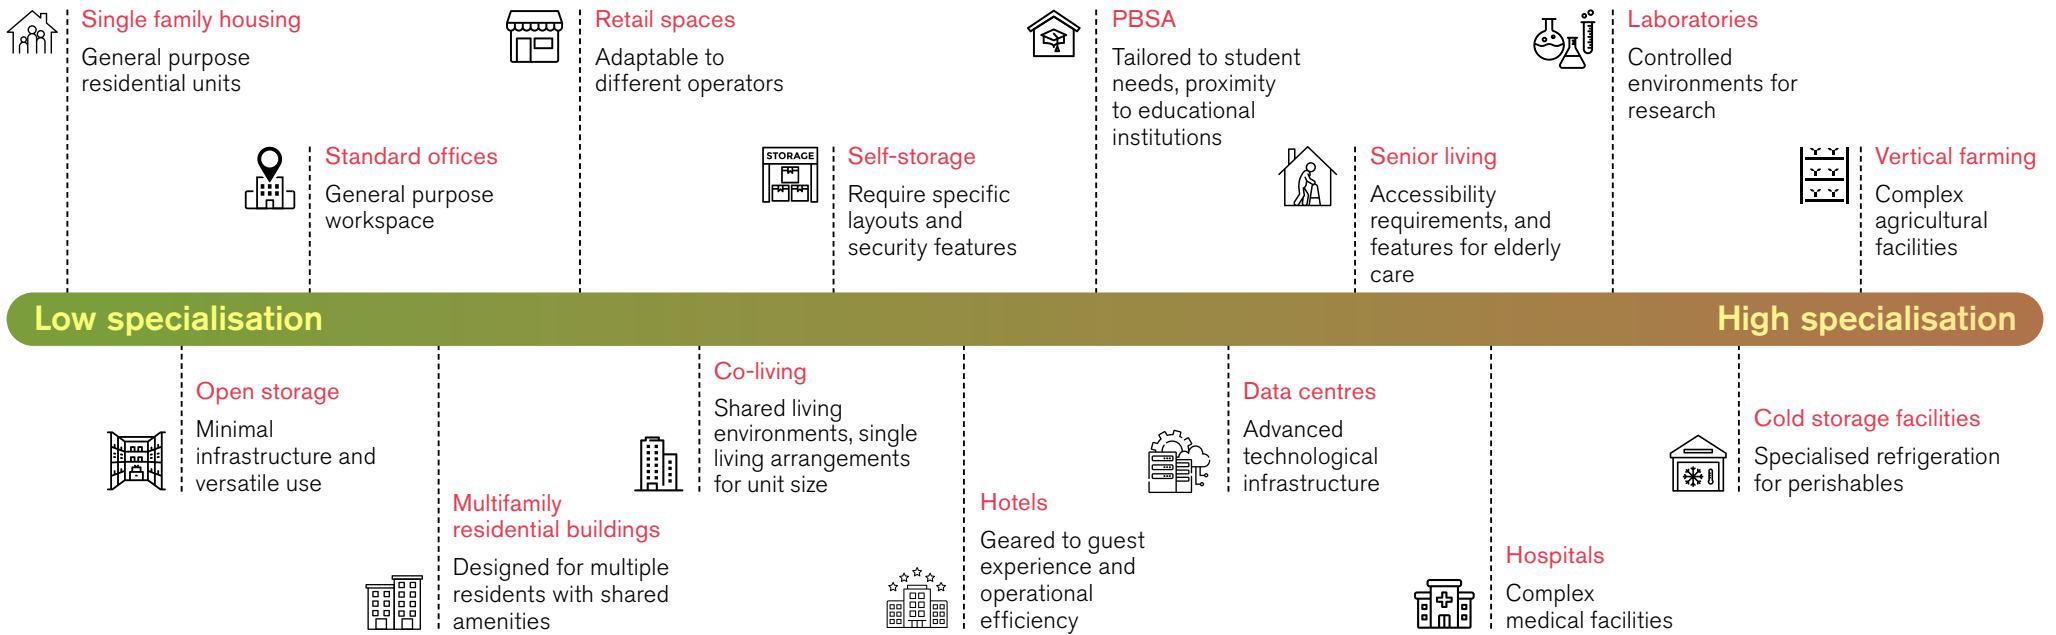 Single family housing
General purpose
residential units
Retail spaces
Adaptable to
different operators
PBSA
Tailored to student
needs, proximity
to educational
institutions
Laboratories
Controlled
environments for
research
Standard offices
General purpose
workspace
STORAGE
Self-storage
Require specific
layouts and
security features
Senior living
Accessibility
requirements, and
features for elderly
care
Vertical farming
Complex
agricultural
facilities
Low specialisation
High specialisation
Open storage
Minimal
infrastructure and
versatile use
Multifamily
residential buildings
Designed for multiple
residents with shared
amenities
Co-living
Shared living
environments, single
living arrangements
for unit size
Hotels
Geared to guest
experience and
operational
efficiency
Data centres
Advanced
technological
infrastructure
Hospitals
Complex
medical facilities
Cold storage facilities
Specialised refrigeration
for perishables